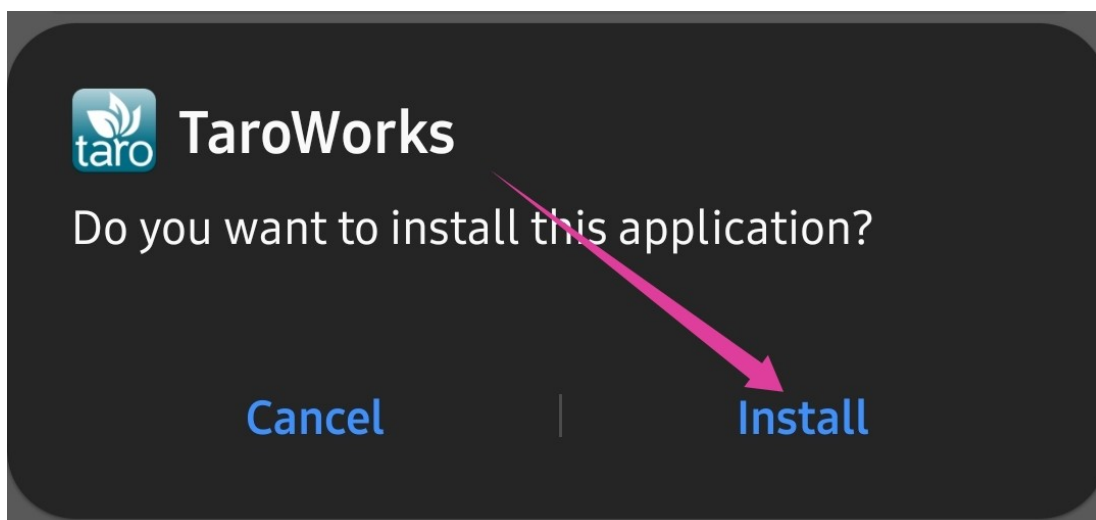 taro
TaroWorks
Do you want to install this application?
Cancel
Install